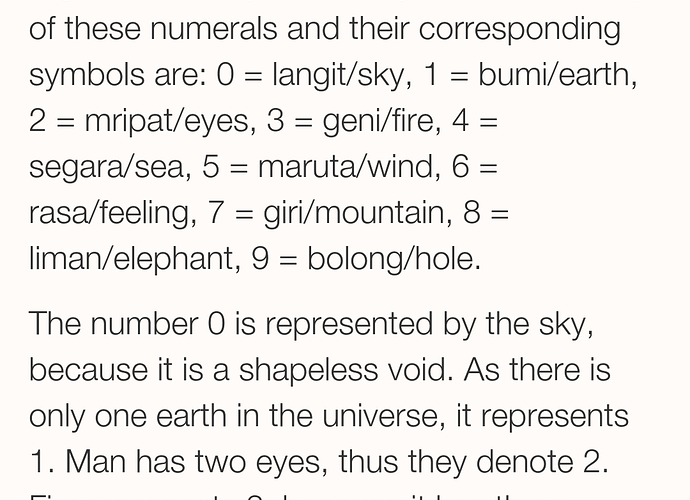 of these numerals and their corresponding
symbols are: 0 = langit/sky, 1 = bumi/earth,
2 = mripat/eyes, 3 = geni/fire, 4 =
segara/sea, 5 = maruta/wind, 6 =
rasa/feeling, 7 = giri/mountain, 8 =
liman/elephant, 9 = bolong/hole.
The number 0 is represented by the sky,
because it is a shapeless void. As there is
only one earth in the universe, it represents
1. Man has two eyes, thus they denote 2.